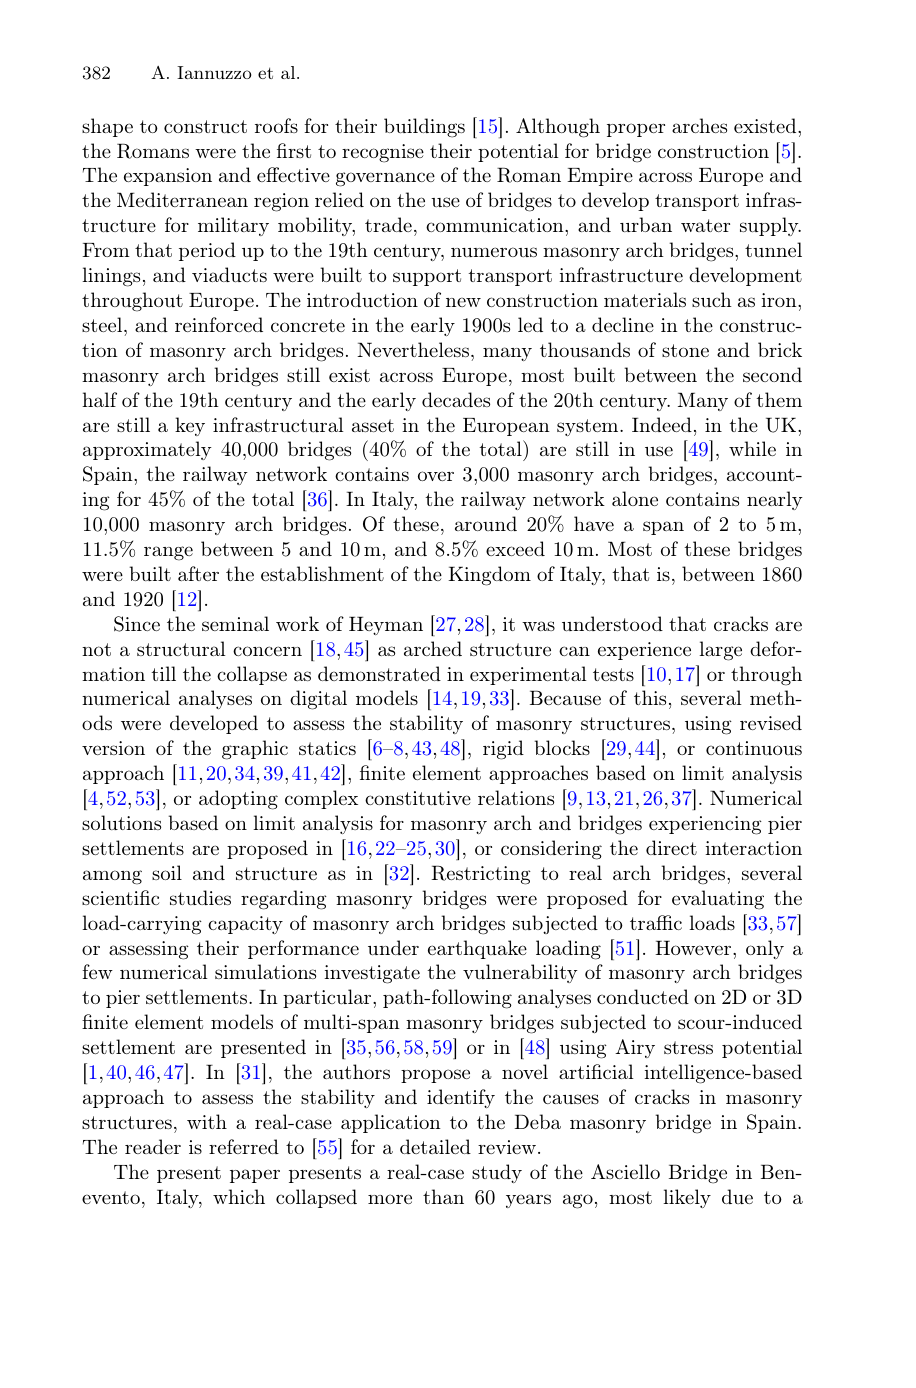 382 A. Iannuzzo et al.
shape to construct roofs for their buildings [15]. Although proper arches existed,
the Romans were the first to recognise their potential for bridge construction [5].
The expansion and effective governance of the Roman Empire across Europe and
the Mediterranean region relied on the use of bridges to develop transport infras-
tructure for military mobility, trade, communication, and urban water supply.
From that period up to the 19th century, numerous masonry arch bridges, tunnel
linings, and viaducts were built to support transport infrastructure development
throughout Europe. The introduction of new construction materials such as iron,
steel, and reinforced concrete in the early 1900s led to a decline in the construc-
tion of masonry arch bridges. Nevertheless, many thousands of stone and brick
masonry arch bridges still exist across Europe, most built between the second
half of the 19th century and the early decades of the 20th century. Many of them
are still a key infrastructural asset in the European system. Indeed, in the UK,
approximately 40,000 bridges (40% of the total) are still in use [49], while in
Spain, the railway network contains over 3,000 masonry arch bridges, account-
ing for 45% of the total [36]. In Italy, the railway network alone contains nearly
10,000 masonry arch bridges. Of these, around 20% have a span of 2 to 5 m,
11.5% range between 5 and 10 m, and 8.5% exceed 10 m. Most of these bridges
were built after the establishment of the Kingdom of Italy, that is, between 1860
and 1920 [12].
Since the seminal work of Heyman [27,28], it was understood that cracks are
not a structural concern [18,45] as arched structure can experience large defor-
mation till the collapse as demonstrated in experimental tests [10,17] or through
numerical analyses on digital models [14,19,33]. Because of this, several meth-
ods were developed to assess the stability of masonry structures, using revised
version of the graphic statics [6–8,43,48], rigid blocks [29,44], or continuous
approach [11,20,34,39,41,42], finite element approaches based on limit analysis
[4,52,53], or adopting complex constitutive relations [9,13,21,26,37]. Numerical
solutions based on limit analysis for masonry arch and bridges experiencing pier
settlements are proposed in [16,22–25,30], or considering the direct interaction
among soil and structure as in [32]. Restricting to real arch bridges, several
scientific studies regarding masonry bridges were proposed for evaluating the
load-carrying capacity of masonry arch bridges subjected to traffic loads [33,57]
or assessing their performance under earthquake loading [51]. However, only a
few numerical simulations investigate the vulnerability of masonry arch bridges
to pier settlements. In particular, path-following analyses conducted on 2D or 3D
finite element models of multi-span masonry bridges subjected to scour-induced
settlement are presented in [35,56,58,59] or in [48] using Airy stress potential
[1,40,46,47]. In [31], the authors propose a novel artificial intelligence-based
approach to assess the stability and identify the causes of cracks in masonry
structures, with a real-case application to the Deba masonry bridge in Spain.
The reader is referred to [55] for a detailed review.
The present paper presents a real-case study of the Asciello Bridge in Ben-
evento, Italy, which collapsed more than 60 years ago, most likely due to a